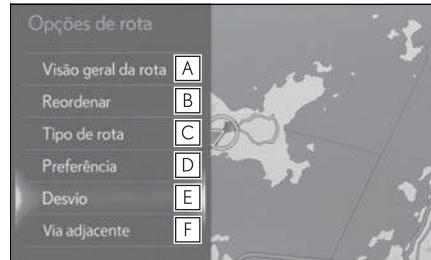 Opções de rota
Visão geral da rota A
Reordenar B
Tipo de rota C
Preferência D
Desvio E
Via adjacente F